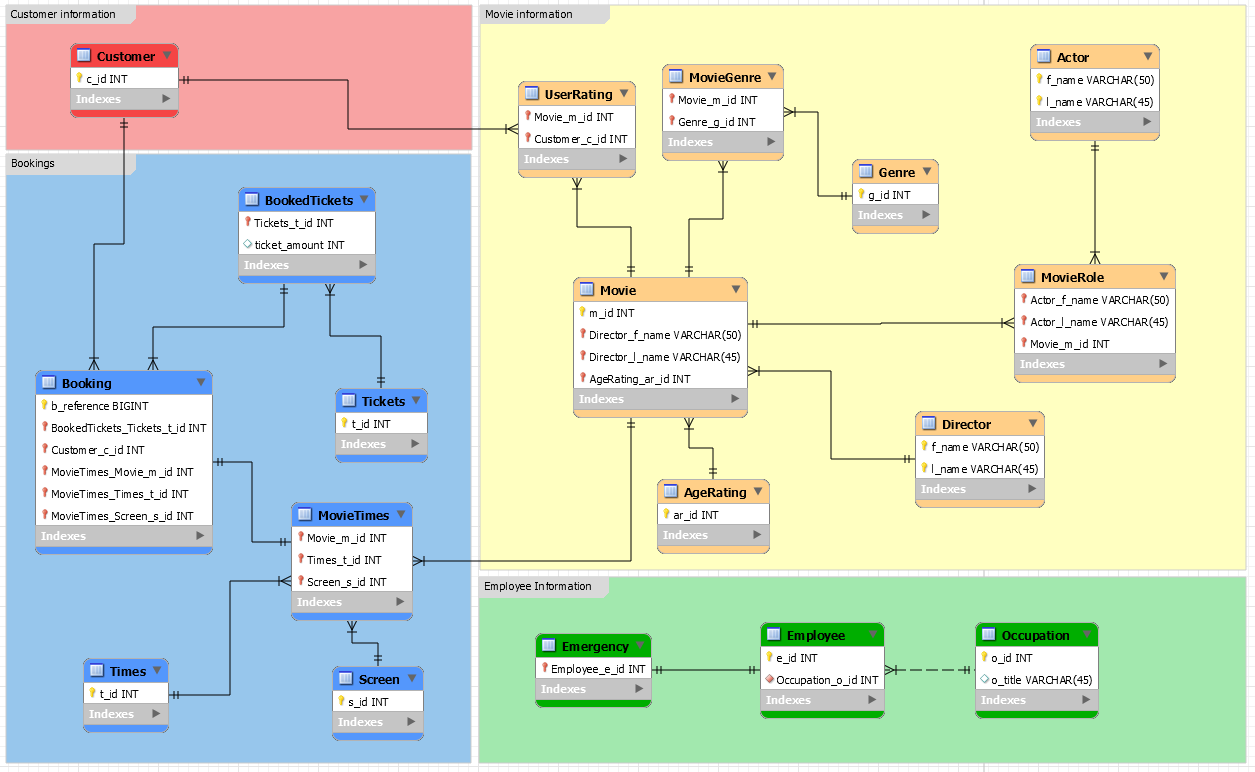 Customer information
Customer
c_id INT
Indexes
Bookings
BookedTickets
Tickets_t_id INT
ticket_amount INT
Indexes
Booking
b_reference BIGINT
BookedTickets_Tickets_t_id INT
Customer_c_id INT
MovieTimes_Movie_m_id INT
MovieTimes_Times_t_id INT
MovieTimes_Screen_s_id INT
Indexes
Tickets
t_id INT
Indexes
MovieTimes
Movie_m_id INT
Times_t_id INT
Screen_s_id INT
Indexes
Times
t_id INT
Indexes
Screen
s_id INT
Indexes
Movie information
UserRating
Movie_m_id INT
Customer_c_id INT
Indexes
MovieGenre
Movie_m_id INT
Genre_g_id INT
Indexes
Genre
g_id INT
Indexes
Actor
f_name VARCHAR(50)
l_name VARCHAR(45)
Indexes
Movie
m_id INT
Director_f_name VARCHAR(50)
Director_l_name VARCHAR(45)
AgeRating_ar_id INT
Indexes
MovieRole
Actor_f_name VARCHAR(50)
Actor_l_name VARCHAR(45)
Movie_m_id INT
Indexes
Director
f_name VARCHAR(50)
l_name VARCHAR(45)
Indexes
AgeRating
ar_id INT
Indexes
Employee Information
Emergency
Employee_e_id INT
Indexes
Employee
e_id INT
Occupation_o_id INT
Indexes
Occupation
o_id INT
o_title VARCHAR(45)
Indexes